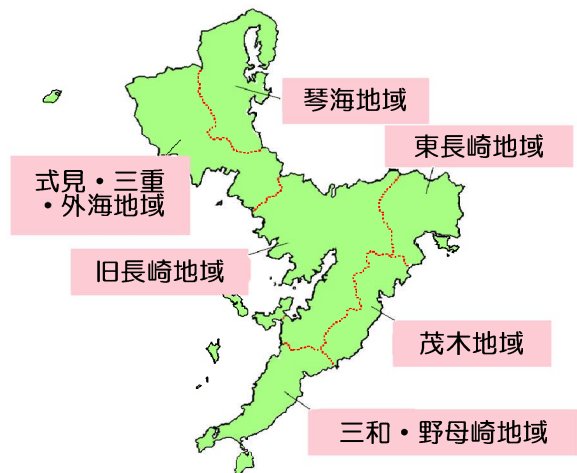 琴海地域
東長崎地域
式見・三重
・外海地域
旧長崎地域
茂木地域
三和・野母崎地域